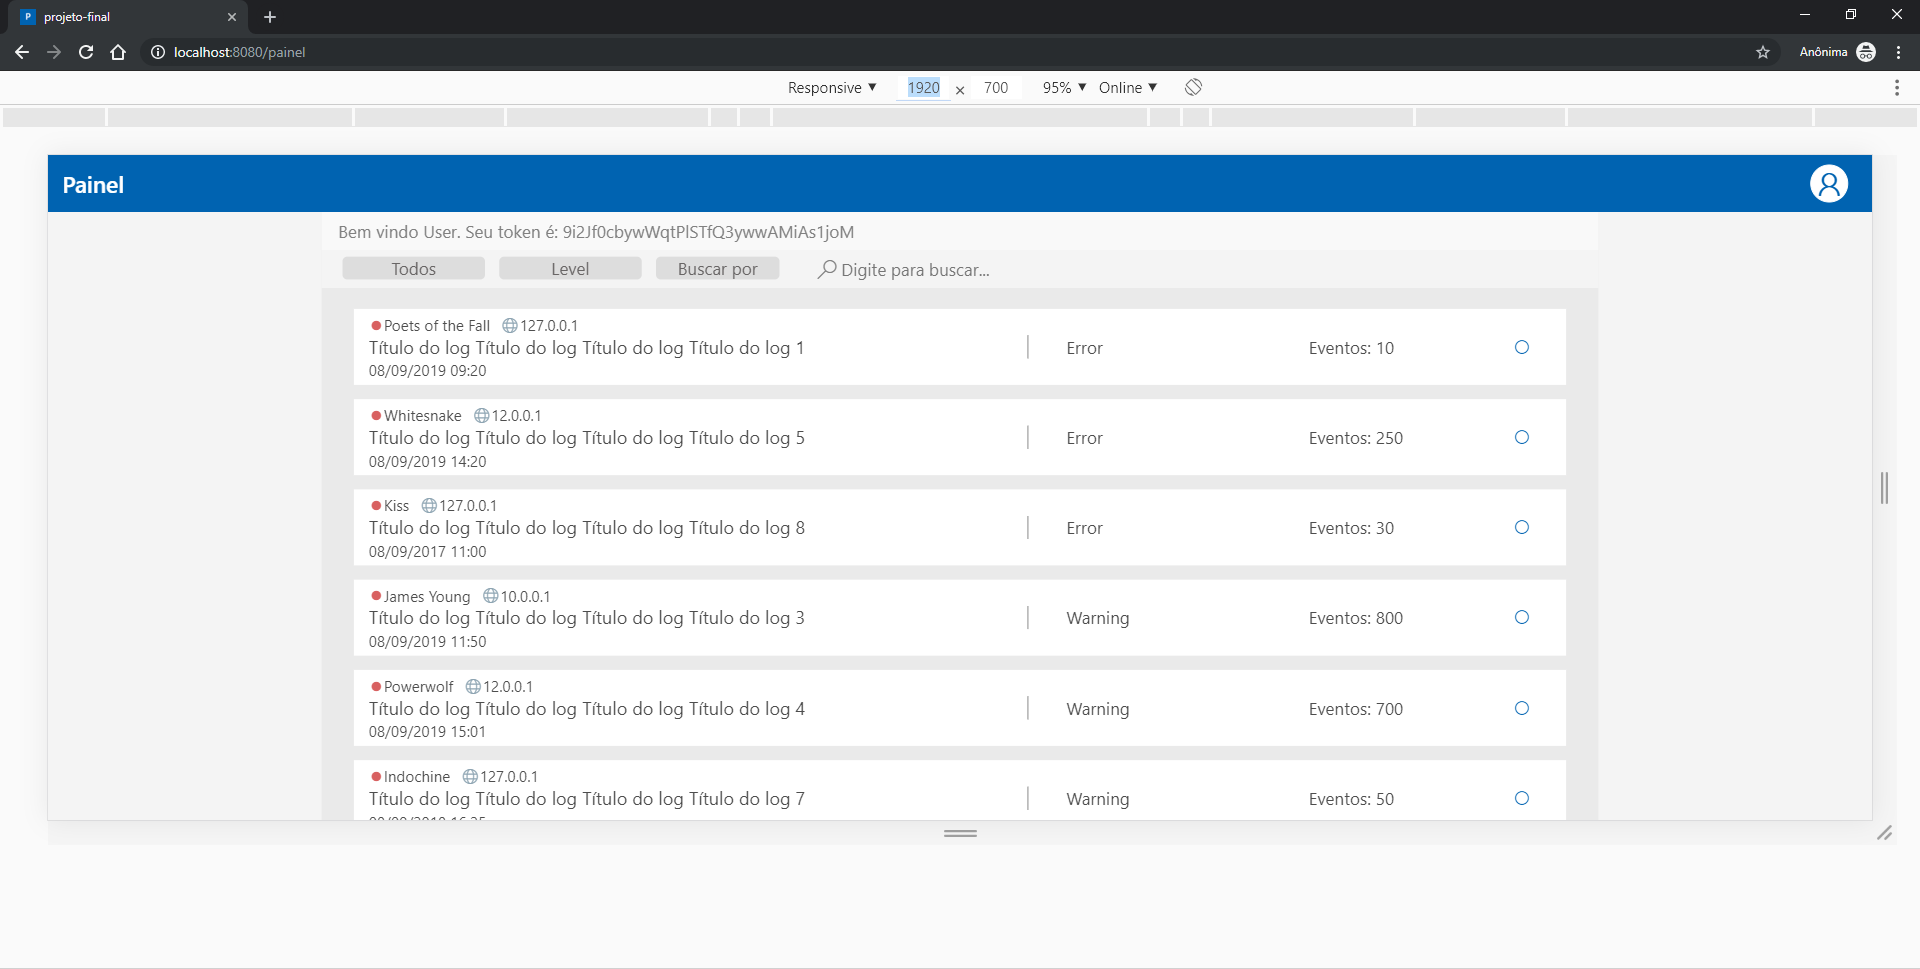 P projeto-final
localhost:8080/painel
Anônima
Responsive ▼ 1920 × 700 95% ▼ Online ▼
Painel
Bem vindo User. Seu token é: 9i2Jf0cbywWqtPlSTfQ3ywwAMiAs1joM
Todos Level Buscar por Digite para buscar...
Poets of the Fall 127.0.0.1
Título do log Título do log Título do log Título do log 1 Error Eventos: 10
08/09/2019 09:20
Whitesnake 12.0.0.1
Título do log Título do log Título do log Título do log 5 Error Eventos: 250
08/09/2019 14:20
Kiss 127.0.0.1
Título do log Título do log Título do log Título do log 8 Error Eventos: 30
08/09/2017 11:00
James Young 10.0.0.1
Título do log Título do log Título do log Título do log 3 Warning Eventos: 800
08/09/2019 11:50
Powerwolf 12.0.0.1
Título do log Título do log Título do log Título do log 4 Warning Eventos: 700
08/09/2019 15:01
Indochine 127.0.0.1
Título do log Título do log Título do log Título do log 7 Warning Eventos: 50